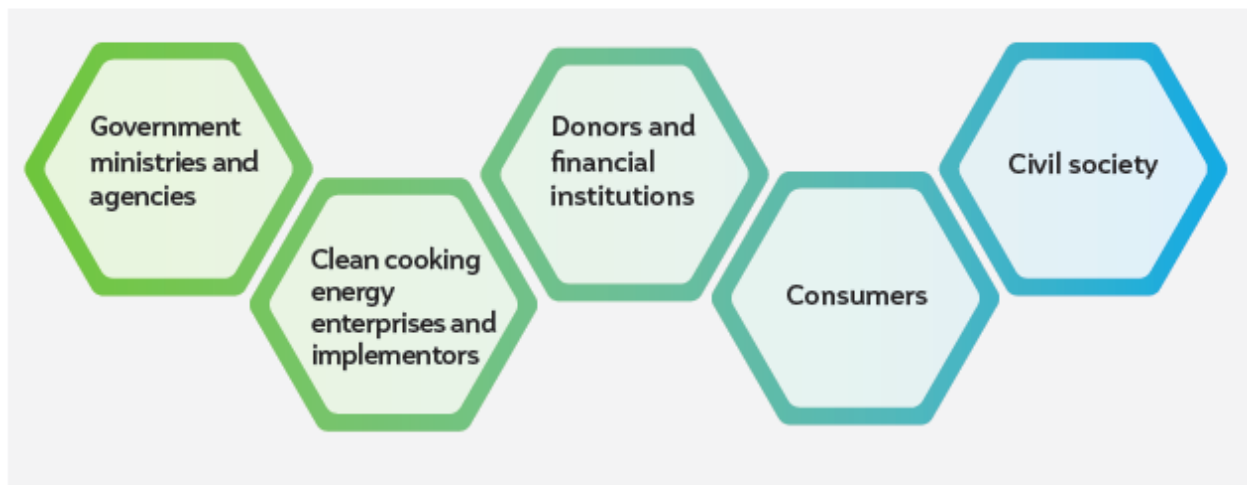 Government
ministries and
agencies
Clean cooking
energy
enterprises and
implementors
Donors and
financial
institutions
Consumers
Civil society